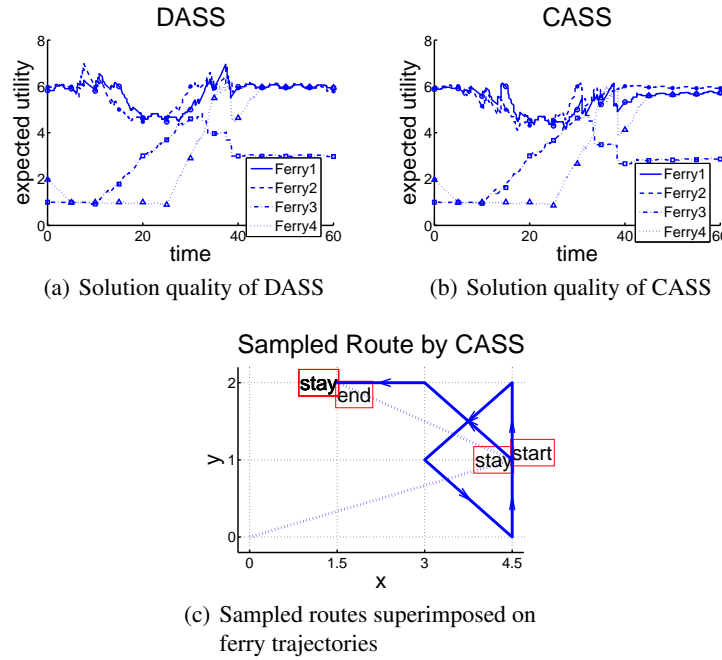 DASS
CASS
8
6
4
2
0
expected utility
0
20
40
60
time
Ferry1
Ferry2
Ferry3
Ferry4
8
6
4
2
0
expected utility
0
20
40
60
time
Ferry1
Ferry2
Ferry3
Ferry4
(a) Solution quality of DASS
(b) Solution quality of CASS
Sampled Route by CASS
2
1
0
y
stay
end
stay
start
0
1.5
3
4.5
x
(c) Sampled routes superimposed on
ferry trajectories